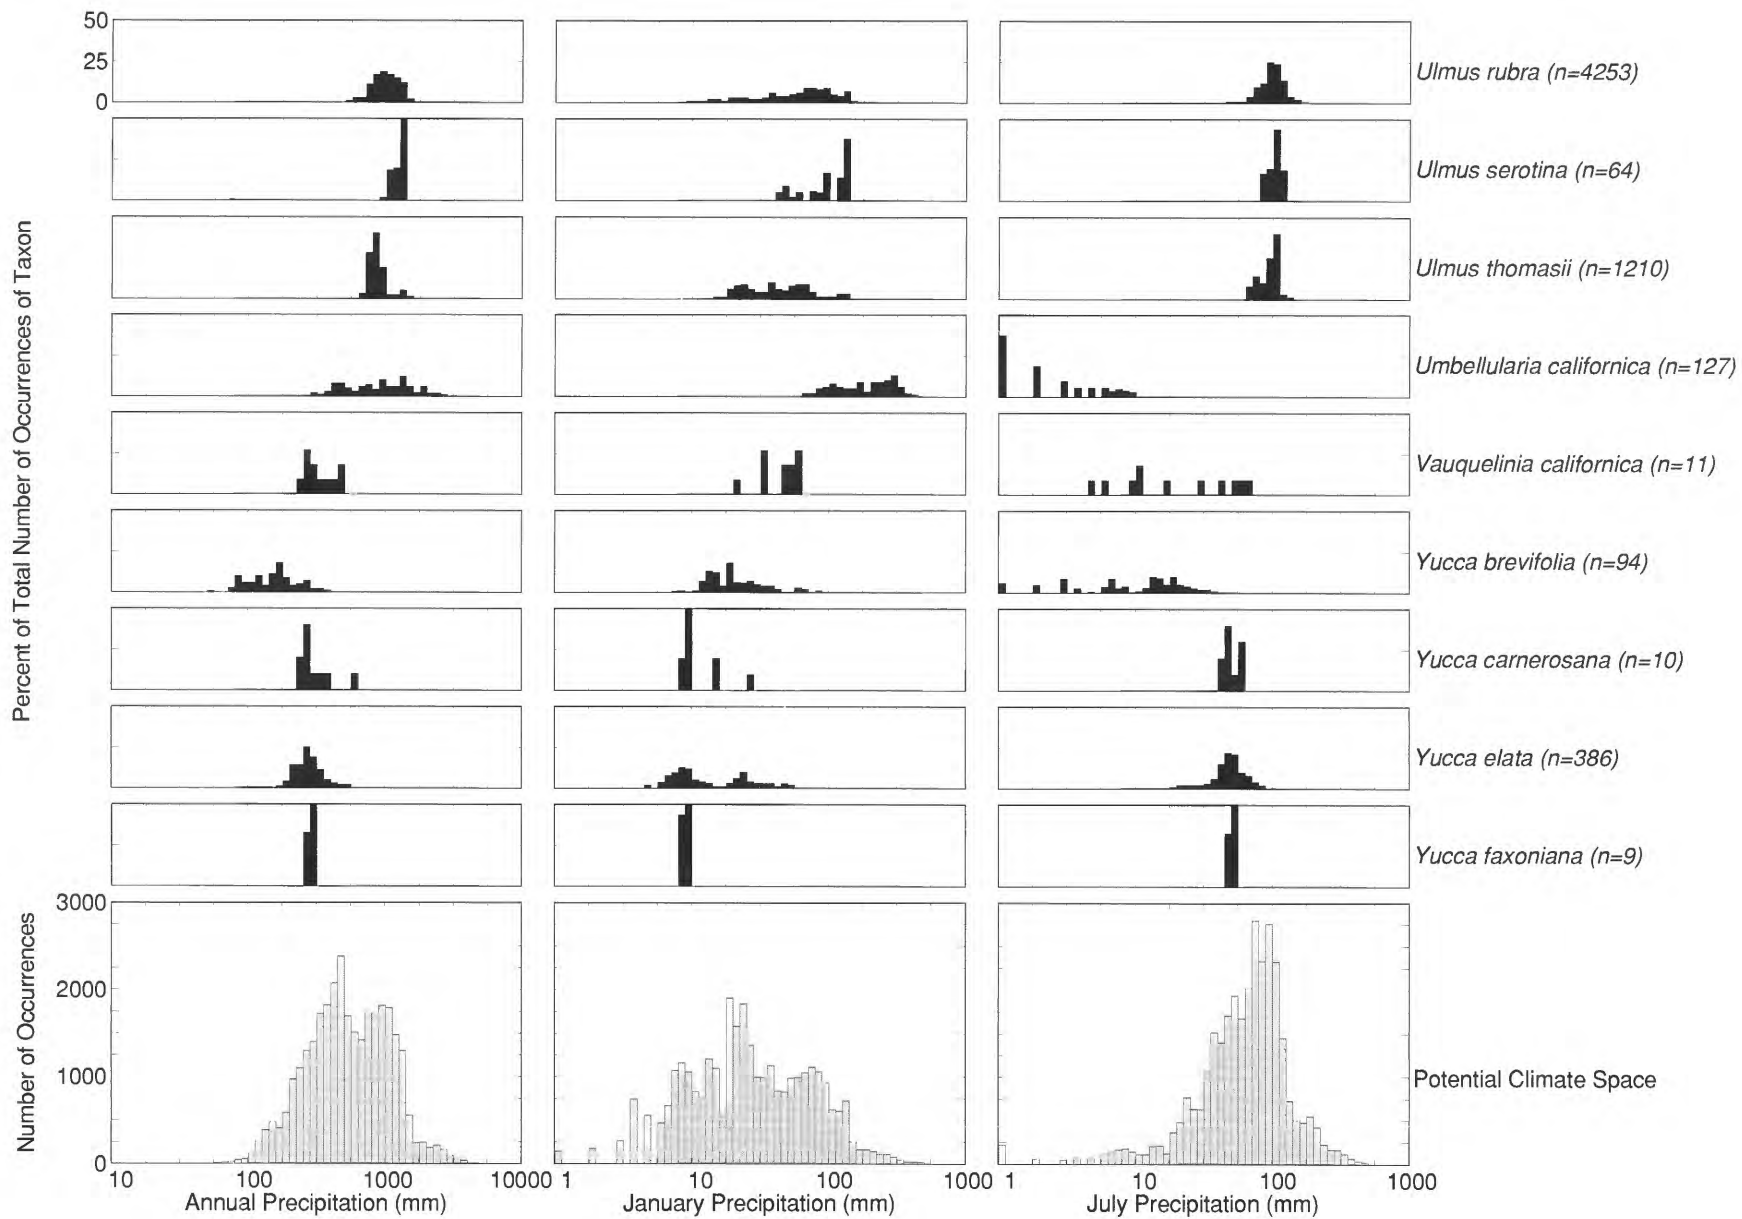 50
25
0
Ulmus rubra (n=4253)
Ulmus serotina (n=64)
Ulmus thomasii (n=1210)
Umbellularia californica (n=127)
Vauquelinia californica (n=11)
Yucca brevifolia (n=94)
Yucca carnerosana (n=10)
Yucca elata (n=386)
Yucca faxoniana (n=9)
Percent of Total Number of Occurrences of Taxon
3000
2000
1000
0
Number of Occurrences
Potential Climate Space
10 100 1000 10000
1 10 100 1000
1 10 100 1000
Annual Precipitation (mm)
January Precipitation (mm)
July Precipitation (mm)